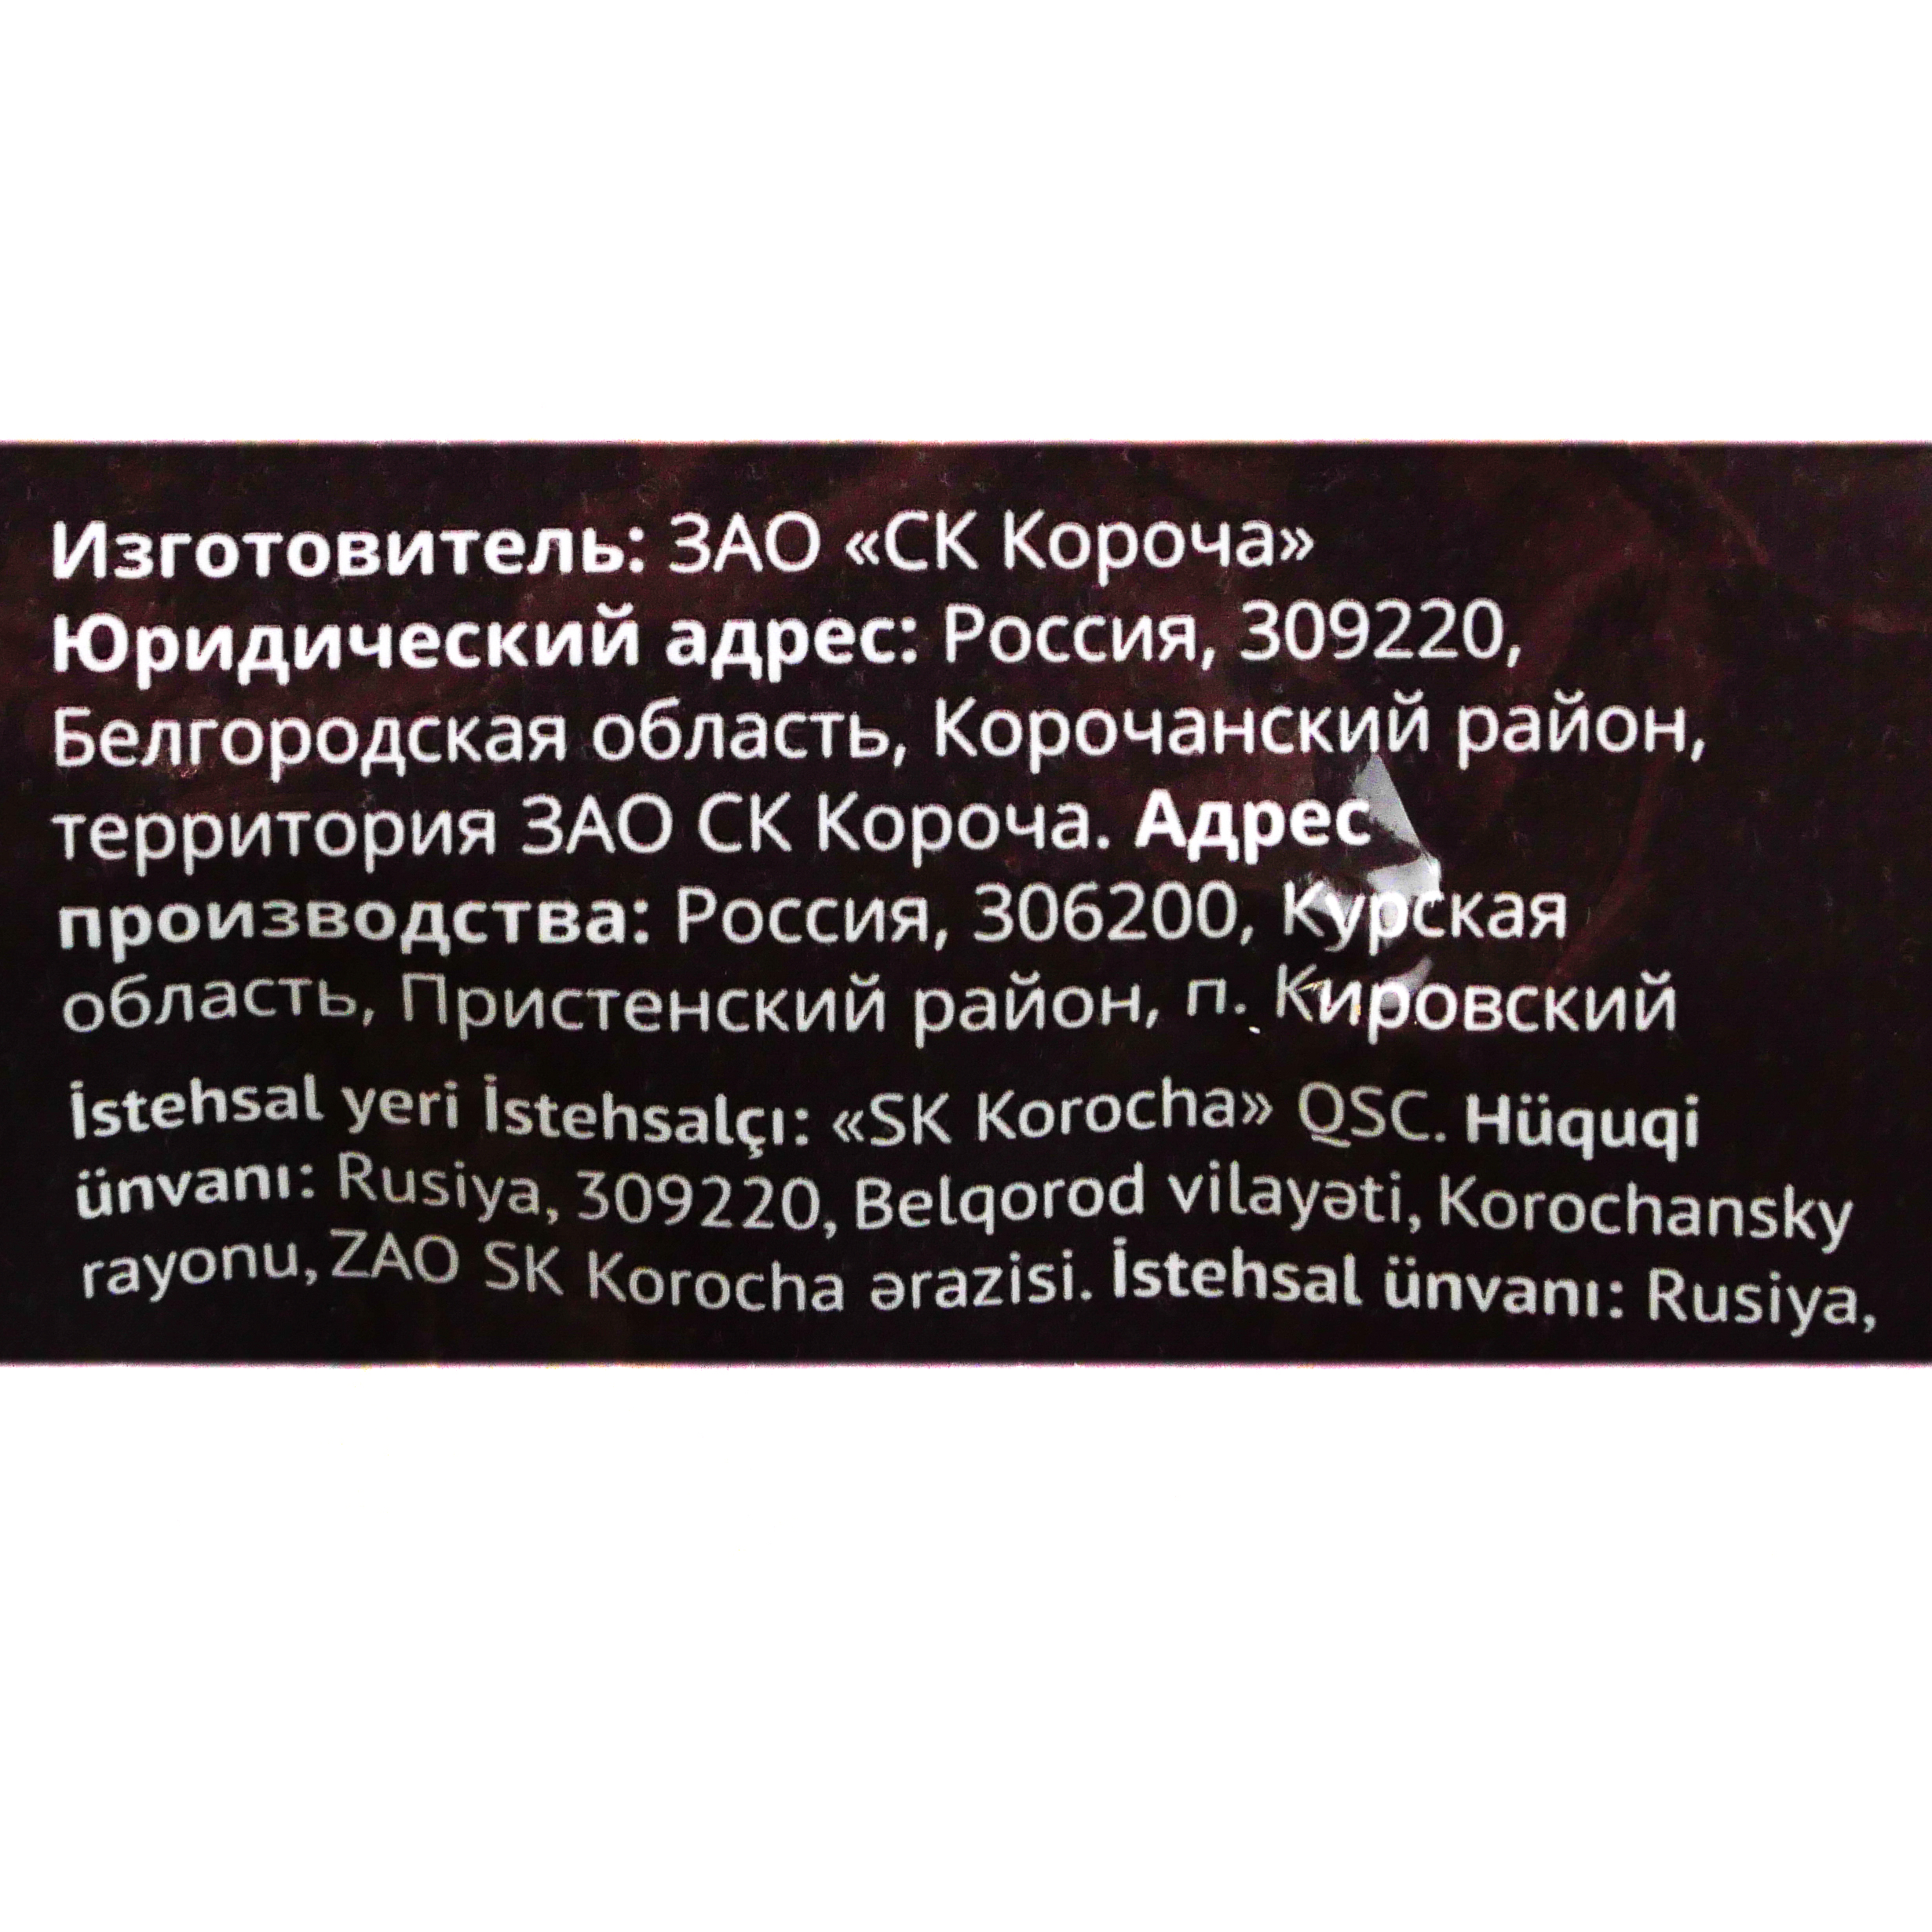 Изготовитель: ЗАО «СК Короча»
Юридический адрес: Россия, 309220,
Белгородская область, Корочанский район,
территория ЗАО СК Короча. Адрес
производства: Россия, 306200, Курская
область, Пристенский район, п. Кировский
İstehsal yeri İstehsalçı: «SK Korocha» QSC. Hüquqi
ünvanı: Rusiya, 309220, Belqorod vilayəti, Korochansky
rayonu, ZAO SK Korocha ərazisi. İstehsal ünvanı: Rusiya,